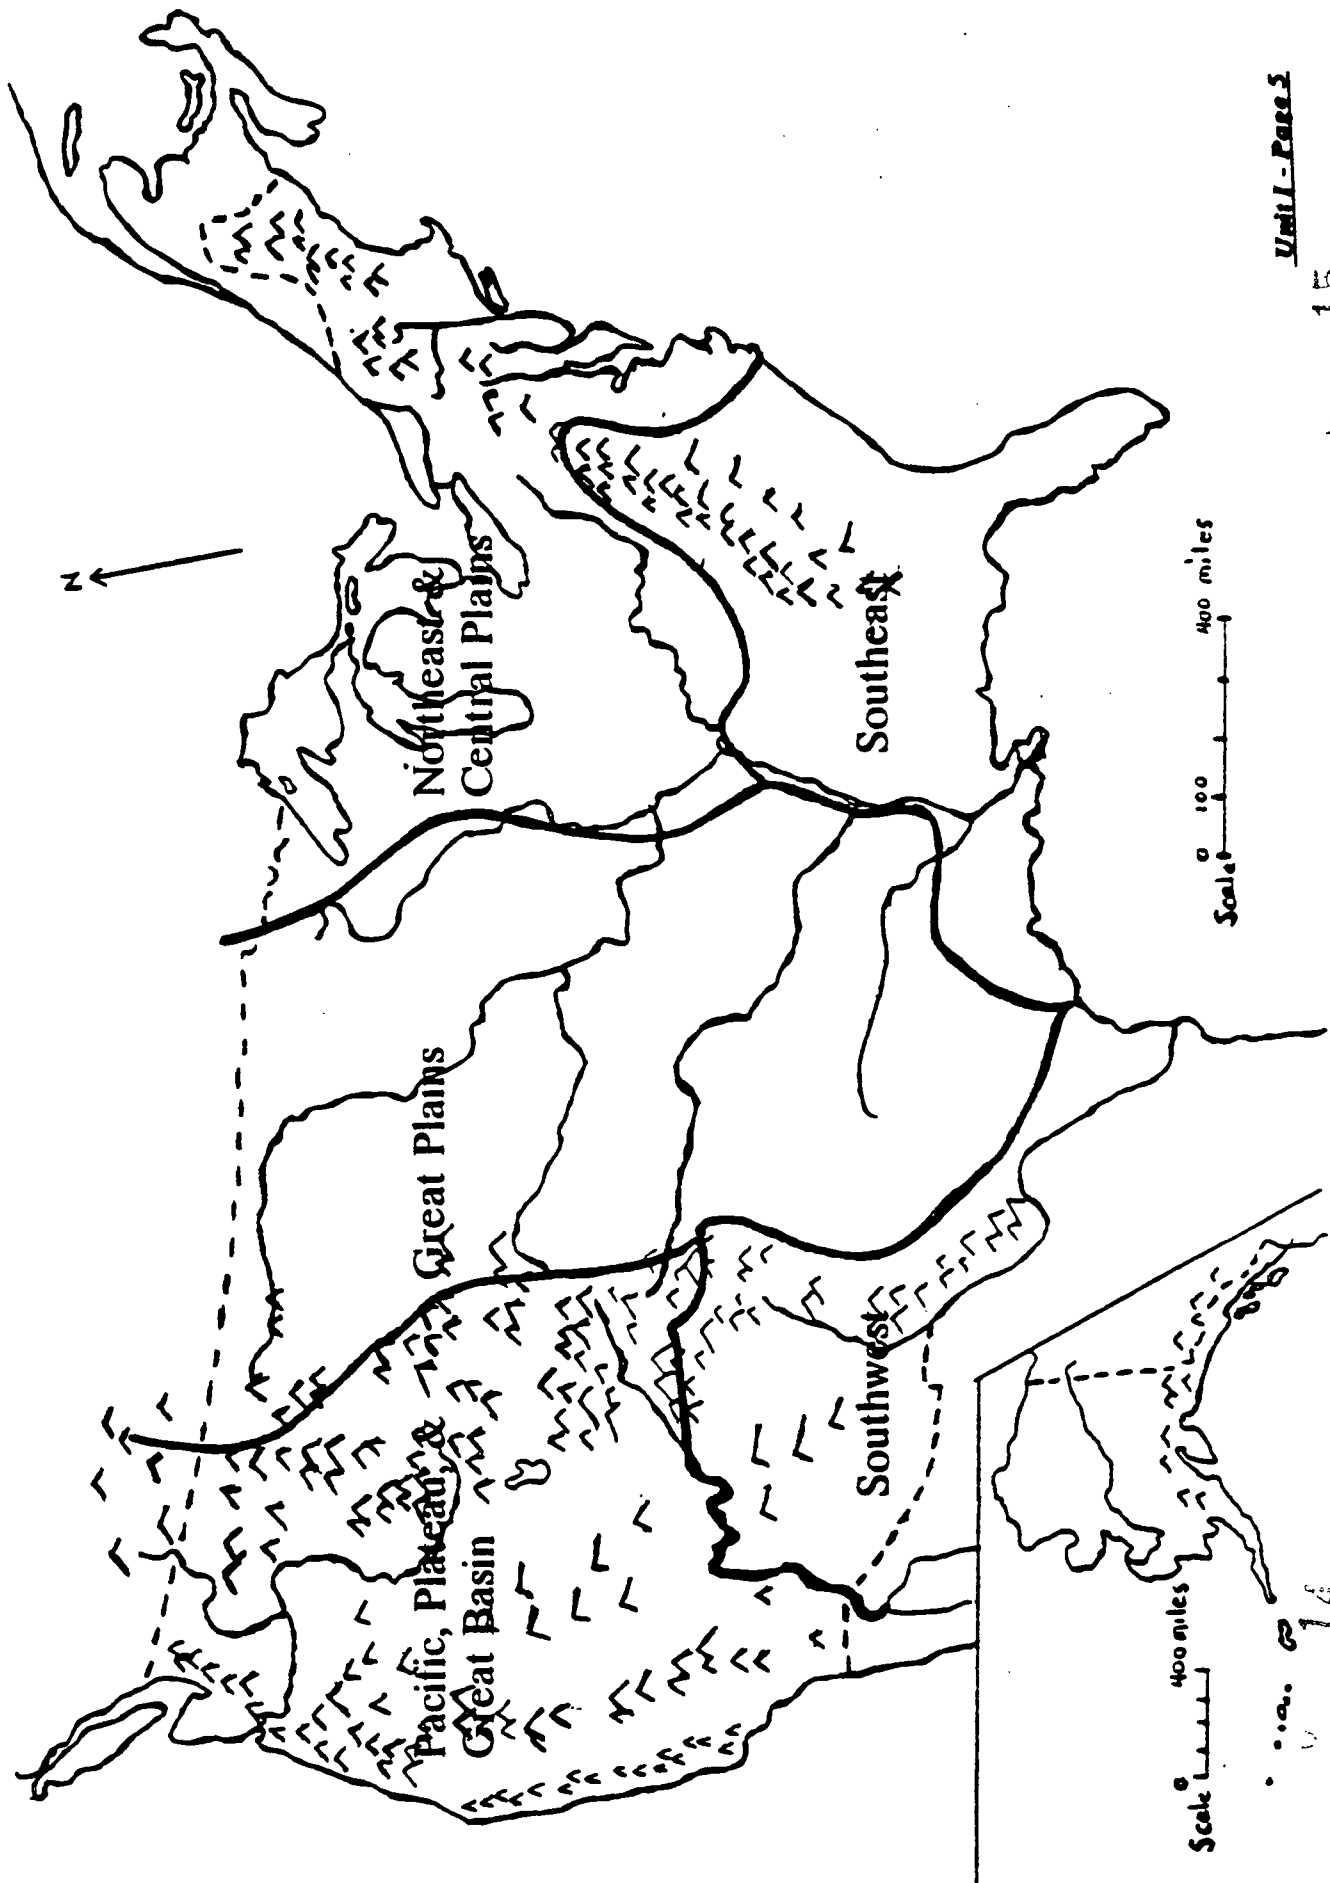 N
Northeast &
Central Plains
Great Plains
Pacific, Plateau, &
Great Basin
Southeast
Southwest
Scale 0 100 400 miles
Scale 0 400 miles
Unit I - Page 5
15